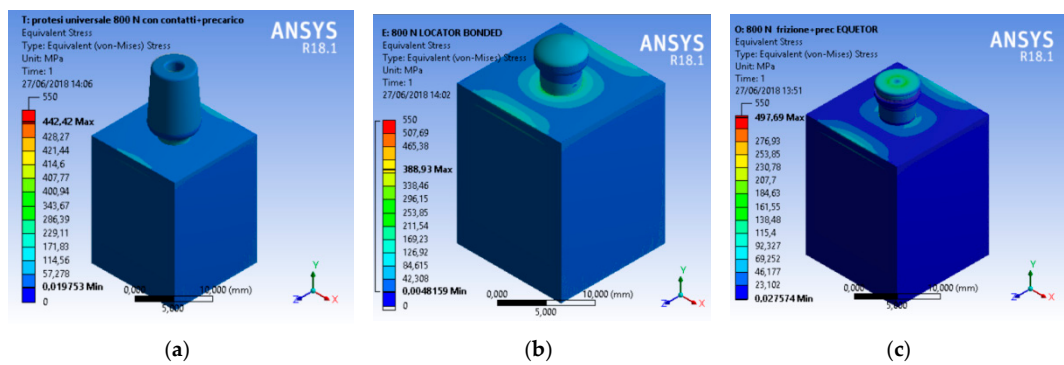 T: protesi universale 800 N con contatti+precarico
Equivalent Stress
Type: Equivalent (von-Mises) Stress
Unit: MPa
Time: 1
27/06/2018 14:06
ANSYS
R18.1
550
442,42 Max
428,27
421,44
414,6
407,77
400,94
343,67
286,39
229,11
171,83
114,56
57,278
0,019753 Min
0
0,000
10,000 (mm)
5,000
Y
Z
X
(a)
E: 800 N LOCATOR BONDED
Equivalent Stress
Type: Equivalent (von-Mises) Stress
Unit: MPa
Time: 1
27/06/2018 14:02
ANSYS
R18.1
550
507,69
465,38
388,93 Max
338,46
296,15
253,85
211,54
169,23
126,92
84,615
42,308
0,0048159 Min
0
0,000
10,000 (mm)
5,000
Y
Z
X
(b)
O: 800 N frizione+prec EQUETOR
Equivalent Stress
Type: Equivalent (von-Mises) Stress
Unit: MPa
Time: 1
27/06/2018 13:51
ANSYS
R18.1
550
497,69 Max
276,93
253,85
230,78
207,7
184,63
161,55
138,48
115,4
92,327
69,252
46,177
23,102
0,027574 Min
0,000
10,000 (mm)
5,000
Y
Z
X
(c)